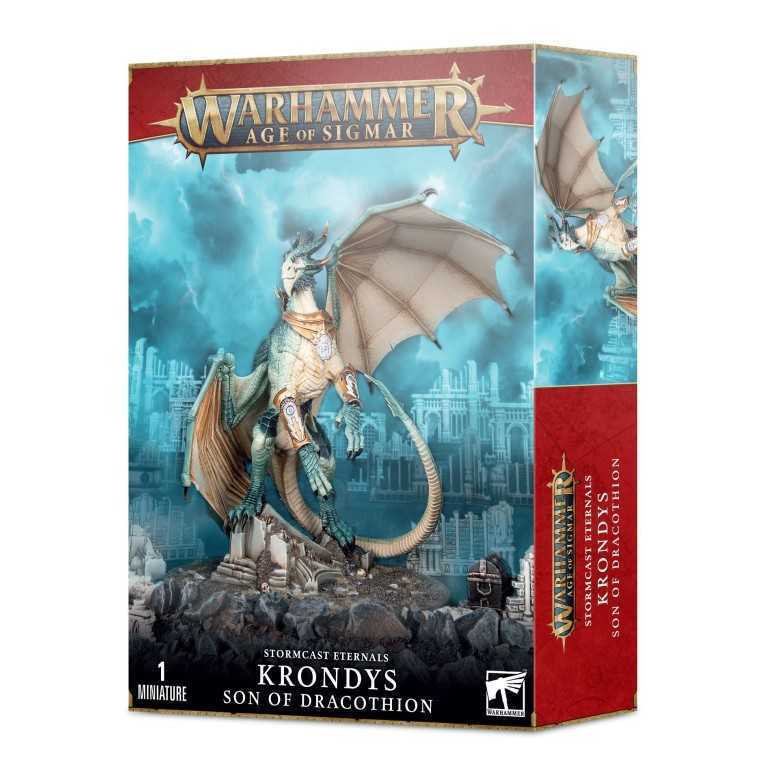 WARHAMMER
AGE OF SIGMAR
STORMCAST ETERNALS
KRONDYS
SON OF DRACOTHION
1
MINIATURE
WARHAMMER
WARHAMMER
AGE OF SIGMAR
STORMCAST ETERNALS
KRONDYS
SON OF DRACOTHION